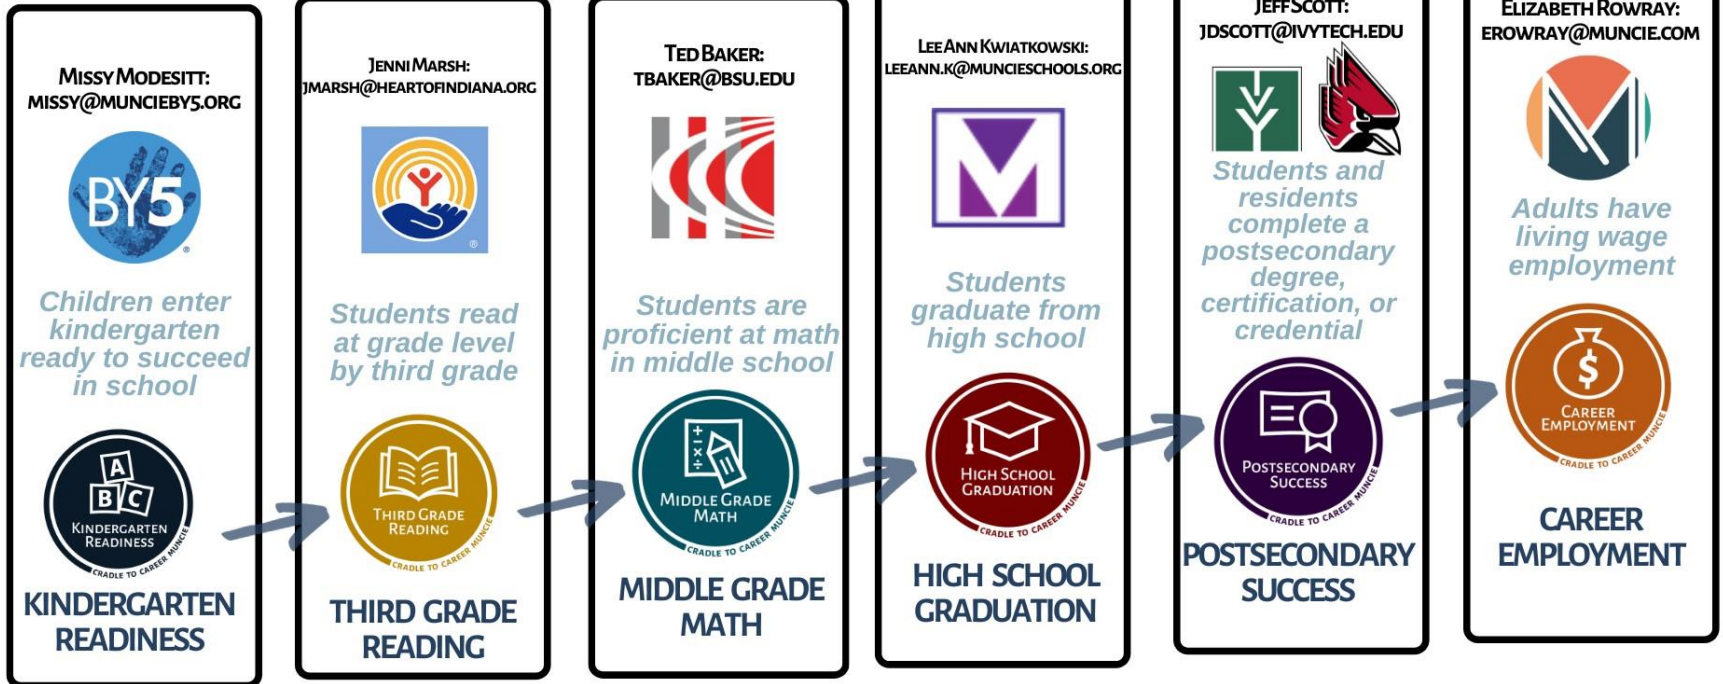 MISSY MODESITT:
MISSY@MUNCIEBY5.ORG
BY5
®
Children enter
kindergarten
ready to succeed
in school
A
B C
KINDERGARTEN
READINESS
CRADLE TO CAREER MUNCIE
KINDERGARTEN
READINESS
JENNI MARSH:
JMARSH@HEARTOFINDIANA.ORG
®
Students read
at grade level
by third grade
THIRD GRADE
READING
CRADLE TO CAREER MUNCIE
THIRD GRADE
READING
TED BAKER:
TBAKER@BSU.EDU
Students are
proficient at math
in middle school
MIDDLE GRADE
MATH
CRADLE TO CAREER MUNCIE
MIDDLE GRADE
MATH
LEE ANN KWIATKOWSKI:
LEEANN.K@MUNCIESCHOOLS.ORG
M
Students
graduate from
high school
HIGH SCHOOL
GRADUATION
CRADLE TO CAREER MUNCIE
HIGH SCHOOL
GRADUATION
JEFF SCOTT:
JDSCOTT@IVYTECH.EDU
Students and
residents
complete a
postsecondary
degree,
certification, or
credential
POSTSECONDARY
SUCCESS
CRADLE TO CAREER MUNCIE
POSTSECONDARY
SUCCESS
ELIZABETH ROWRAY:
EROWRAY@MUNCIE.COM
M
Adults have
living wage
employment
$
CAREER
EMPLOYMENT
CRADLE TO CAREER MUNCIE
CAREER
EMPLOYMENT